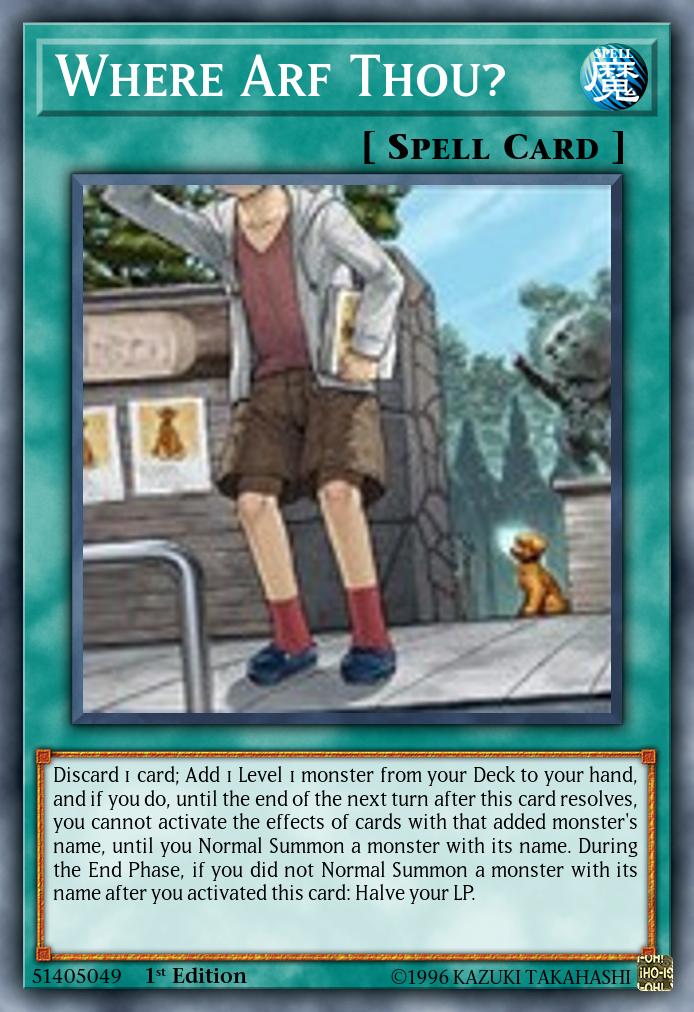 WHERE ARF THOU?
SPELL
魔
[ SPELL CARD ]
Discard 1 card; Add 1 Level 1 monster from your Deck to your hand,
and if you do, until the end of the next turn after this card resolves,
you cannot activate the effects of cards with that added monster's
name, until you Normal Summon a monster with its name. During
the End Phase, if you did not Normal Summon a monster with its
name after you activated this card: Halve your LP.
51405049 1st Edition ©1996 KAZUKI TAKAHASHI